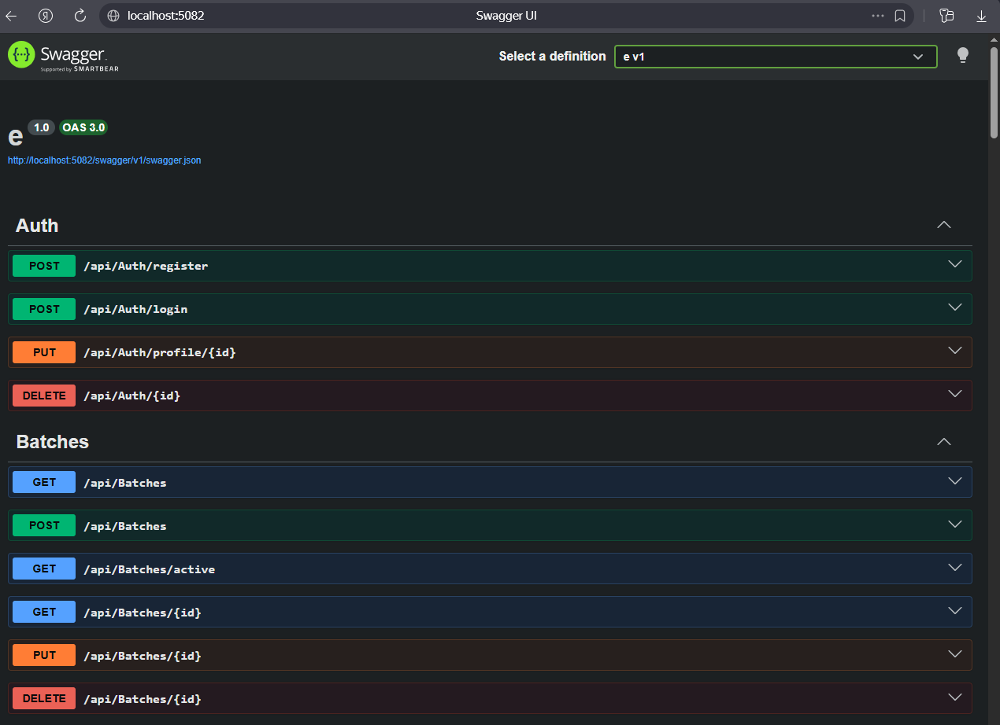 Я localhost:5082 Swagger UI
Swagger
Supported by SMARTBEAR
Select a definition e v1
e 1.0 OAS 3.0
http://localhost:5082/swagger/v1/swagger.json
Auth
POST /api/Auth/register
POST /api/Auth/login
PUT /api/Auth/profile/{id}
DELETE /api/Auth/{id}
Batches
GET /api/Batches
POST /api/Batches
GET /api/Batches/active
GET /api/Batches/{id}
PUT /api/Batches/{id}
DELETE /api/Batches/{id}